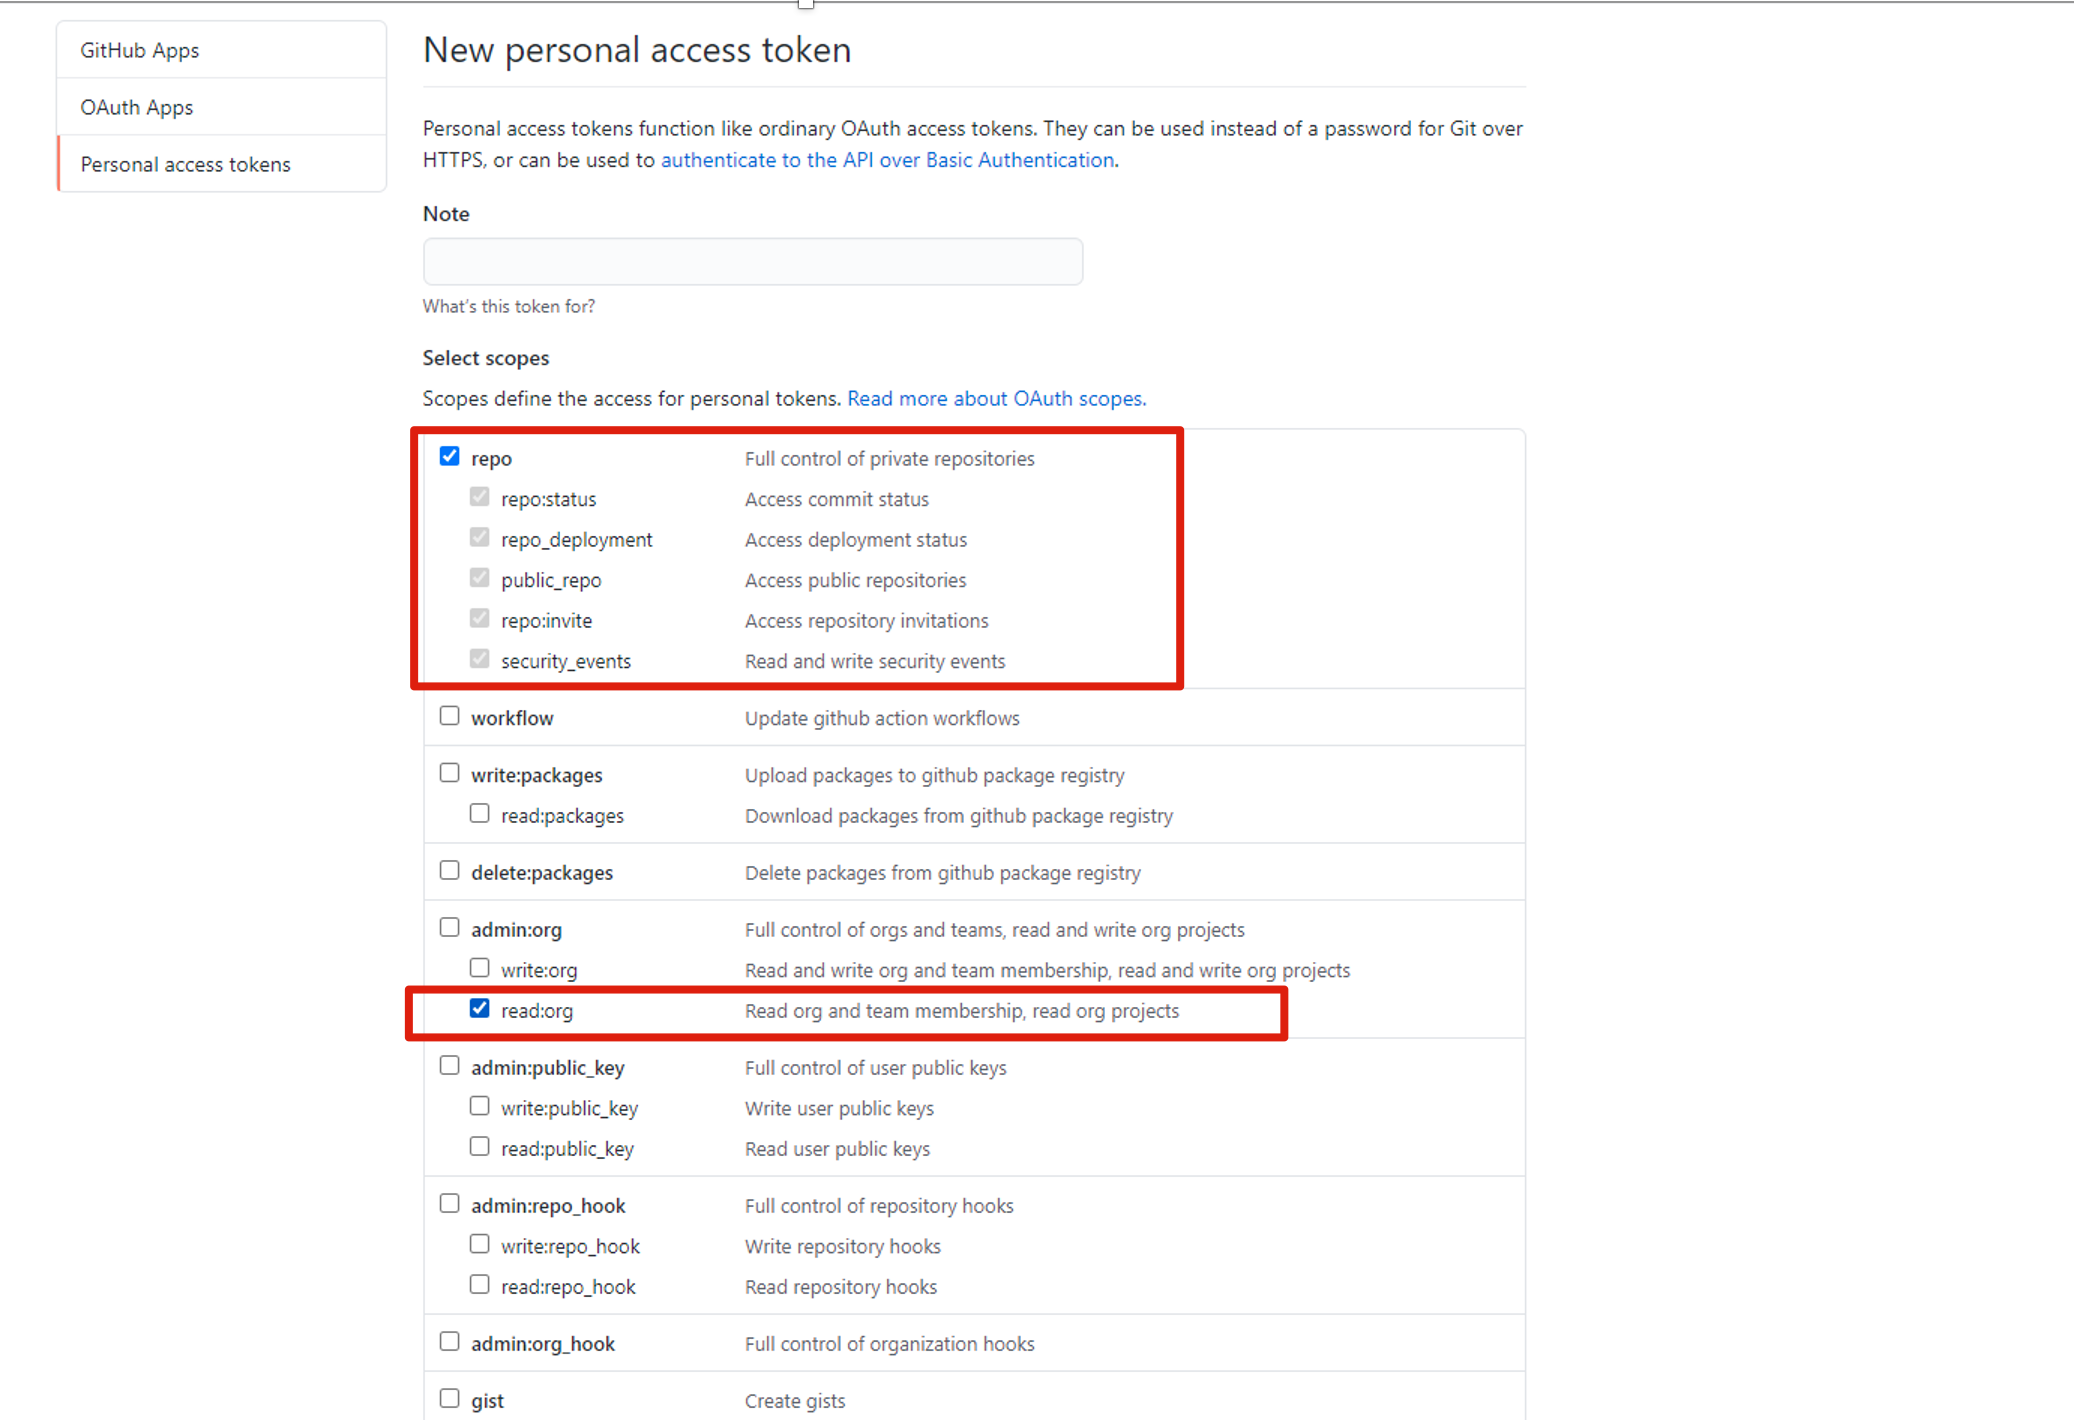 GitHub Apps
OAuth Apps
Personal access tokens
New personal access token
Personal access tokens function like ordinary OAuth access tokens. They can be used instead of a password for Git over
HTTPS, or can be used to authenticate to the API over Basic Authentication.
Note
What's this token for?
Select scopes
Scopes define the access for personal tokens. Read more about OAuth scopes.
repo Full control of private repositories
repo:status Access commit status
repo_deployment Access deployment status
public_repo Access public repositories
repo:invite Access repository invitations
security_events Read and write security events
workflow Update github action workflows
write:packages Upload packages to github package registry
read:packages Download packages from github package registry
delete:packages Delete packages from github package registry
admin:org Full control of orgs and teams, read and write org projects
write:org Read and write org and team membership, read and write org projects
read:org Read org and team membership, read org projects
admin:public_key Full control of user public keys
write:public_key Write user public keys
read:public_key Read user public keys
admin:repo_hook Full control of repository hooks
write:repo_hook Write repository hooks
read:repo_hook Read repository hooks
admin:org_hook Full control of organization hooks
gist Create gists